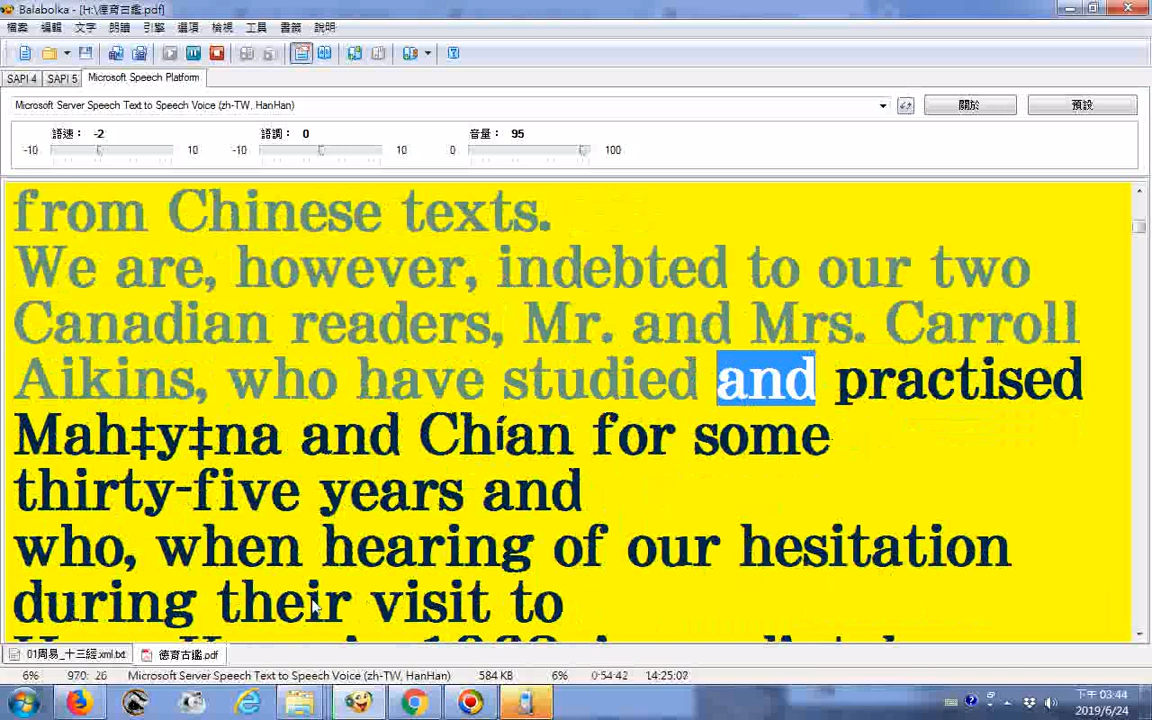 Balabolka - [H:\德育古鑑.pdf]
檔案 編輯 文字 朗讀 引擎 選項 檢視 工具 書籤 說明
SAPI 4 SAPI 5 Microsoft Speech Platform
Microsoft Server Speech Text to Speech Voice (zh-TW, HanHan) 關於 預設
語速： -2 語調： 0 音量： 95
-10 10 -10 10 0 100
from Chinese texts.
We are, however, indebted to our two
Canadian readers, Mr. and Mrs. Carroll
Aikins, who have studied and practised
Mah‡y‡na and Chían for some
thirty-five years and
who, when hearing of our hesitation
during their visit to
01周易_十三經.xml.txt 德育古鑑.pdf
6% 970: 26 Microsoft Server Speech Text to Speech Voice (zh-TW, HanHan) 584 KB 6% 0:54:42 14:25:07
下午 03:44
2019/6/24